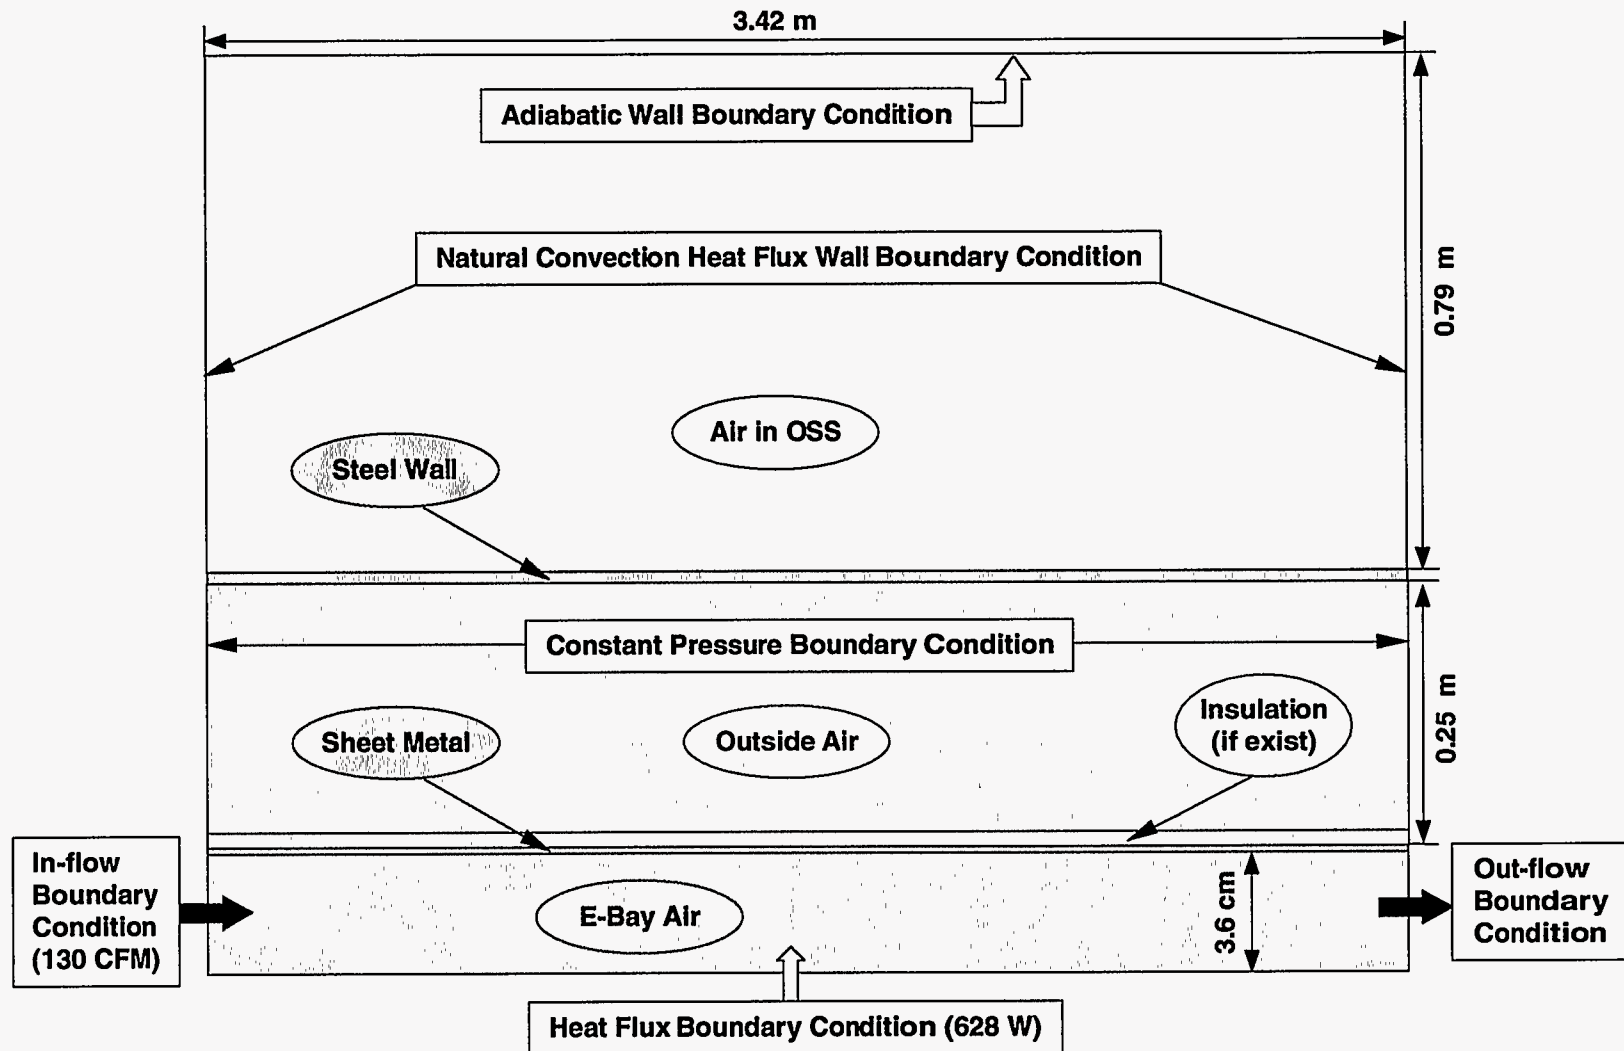 3.42 m
Adiabatic Wall Boundary Condition
Natural Convection Heat Flux Wall Boundary Condition
0.79 m
Air in OSS
Steel Wall
Constant Pressure Boundary Condition
Insulation
(if exist)
Sheet Metal
Outside Air
0.25 m
In-flow
Boundary
Condition
(130 CFM)
E-Bay Air
3.6 cm
Out-flow
Boundary
Condition
Heat Flux Boundary Condition (628 W)